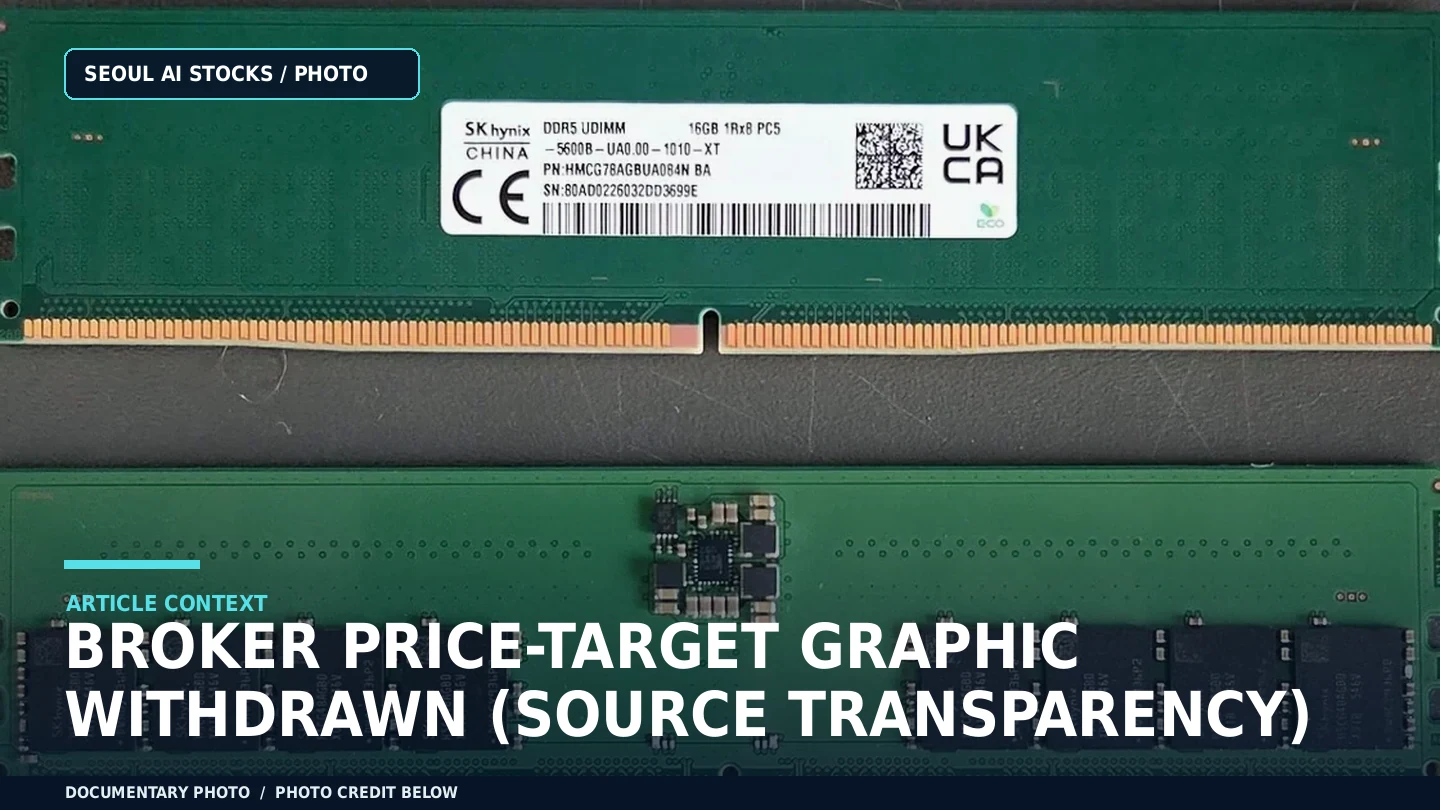 SEOUL AI STOCKS / PHOTO
SK hynix
CHINA
DDR5 UDIMM 16GB 1Rx8 PC5
-5600B-UA0.00-1010-XT
PN:HMCG78AGBUA084N BA
SN:80AD0226032DD3699E
CE
UK
CA
eco
ARTICLE CONTEXT
BROKER PRICE-TARGET GRAPHIC
WITHDRAWN (SOURCE TRANSPARENCY)
DOCUMENTARY PHOTO / PHOTO CREDIT BELOW